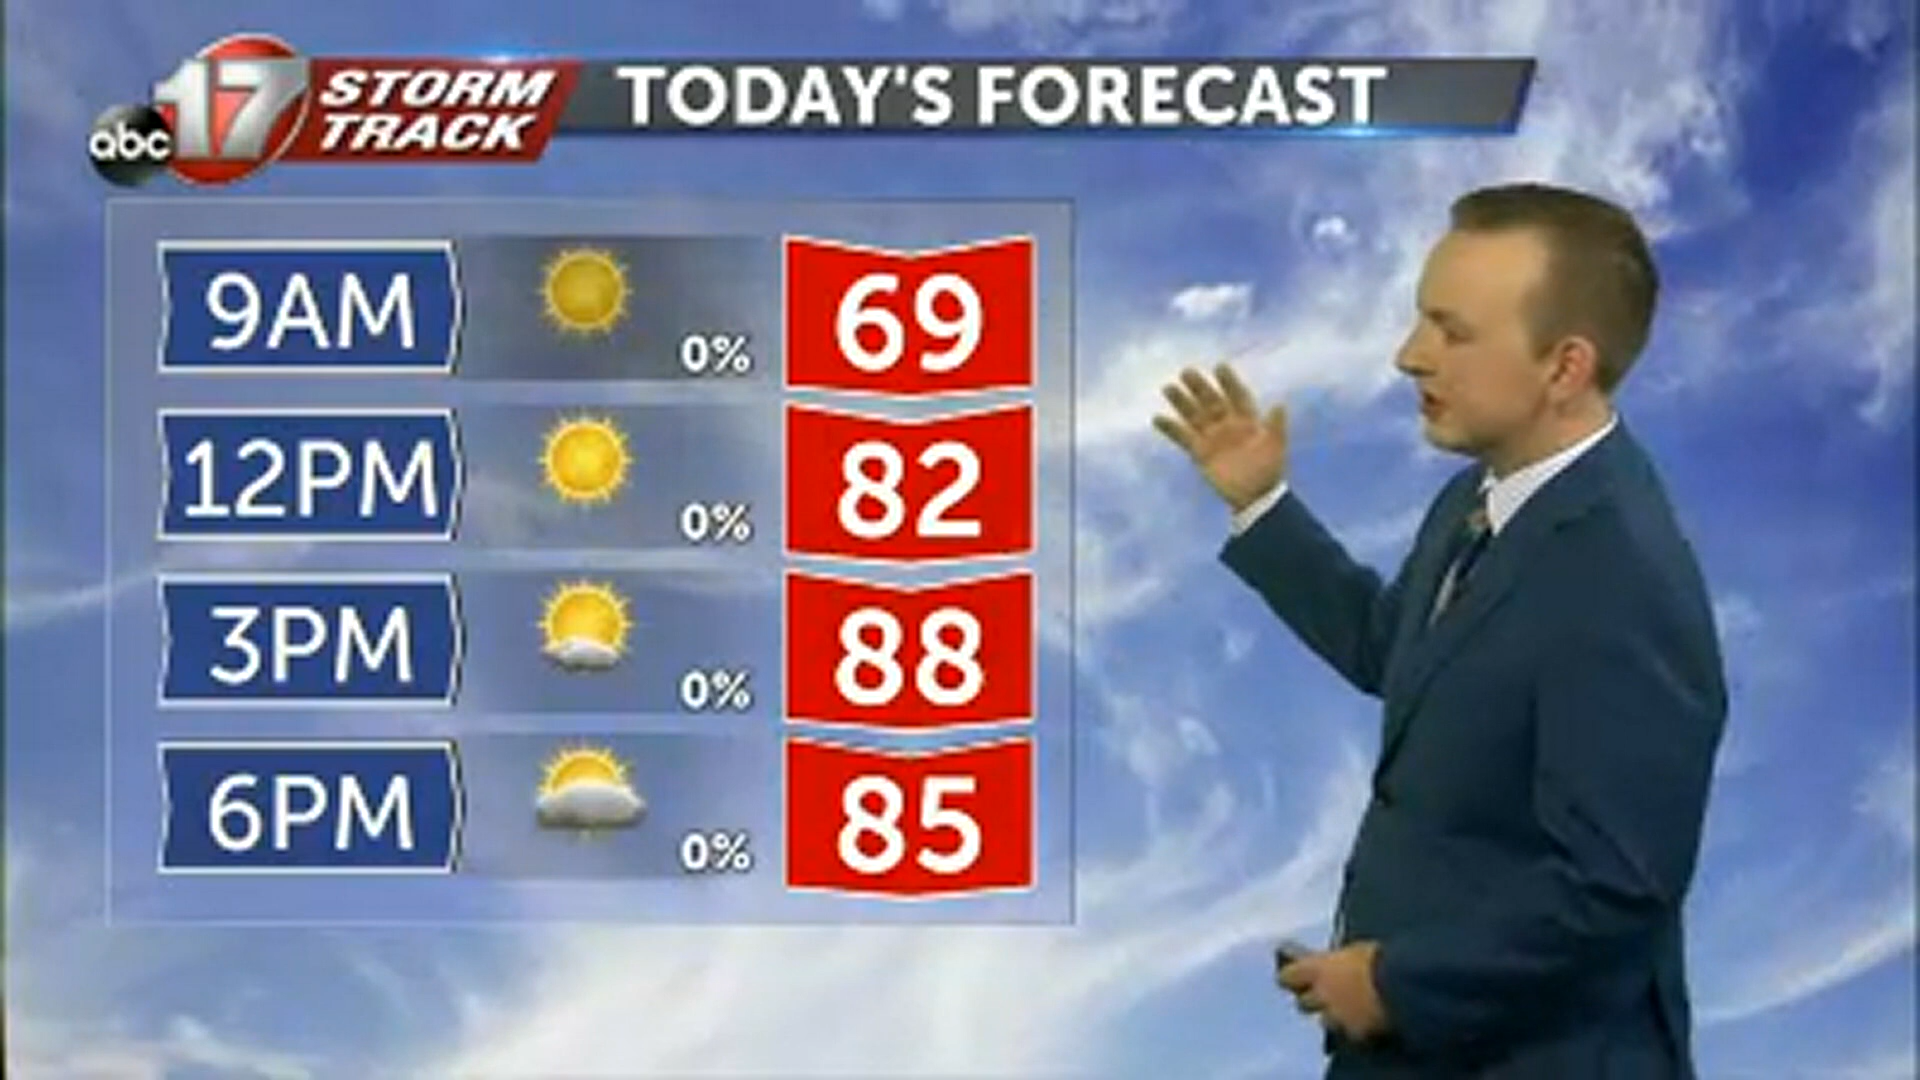 abc 17 STORM TRACK
TODAY'S FORECAST
9AM 0% 69
12PM 0% 82
3PM 0% 88
6PM 0% 85